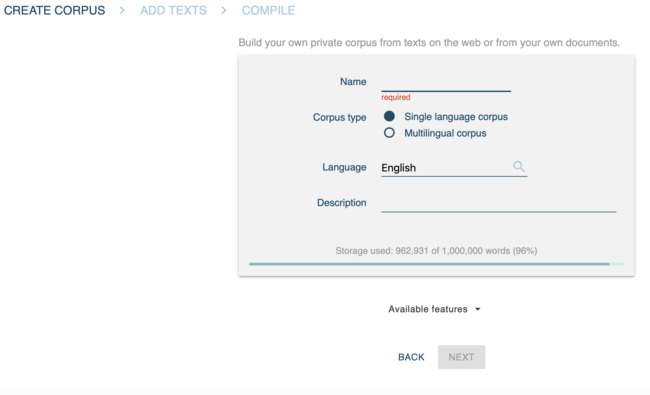 CREATE CORPUS > ADD TEXTS > COMPILE
Build your own private corpus from texts on the web or from your own documents.
Name
required
Corpus type Single language corpus
Multilingual corpus
Language English
Description
Storage used: 962,931 of 1,000,000 words (96%)
Available features
BACK NEXT